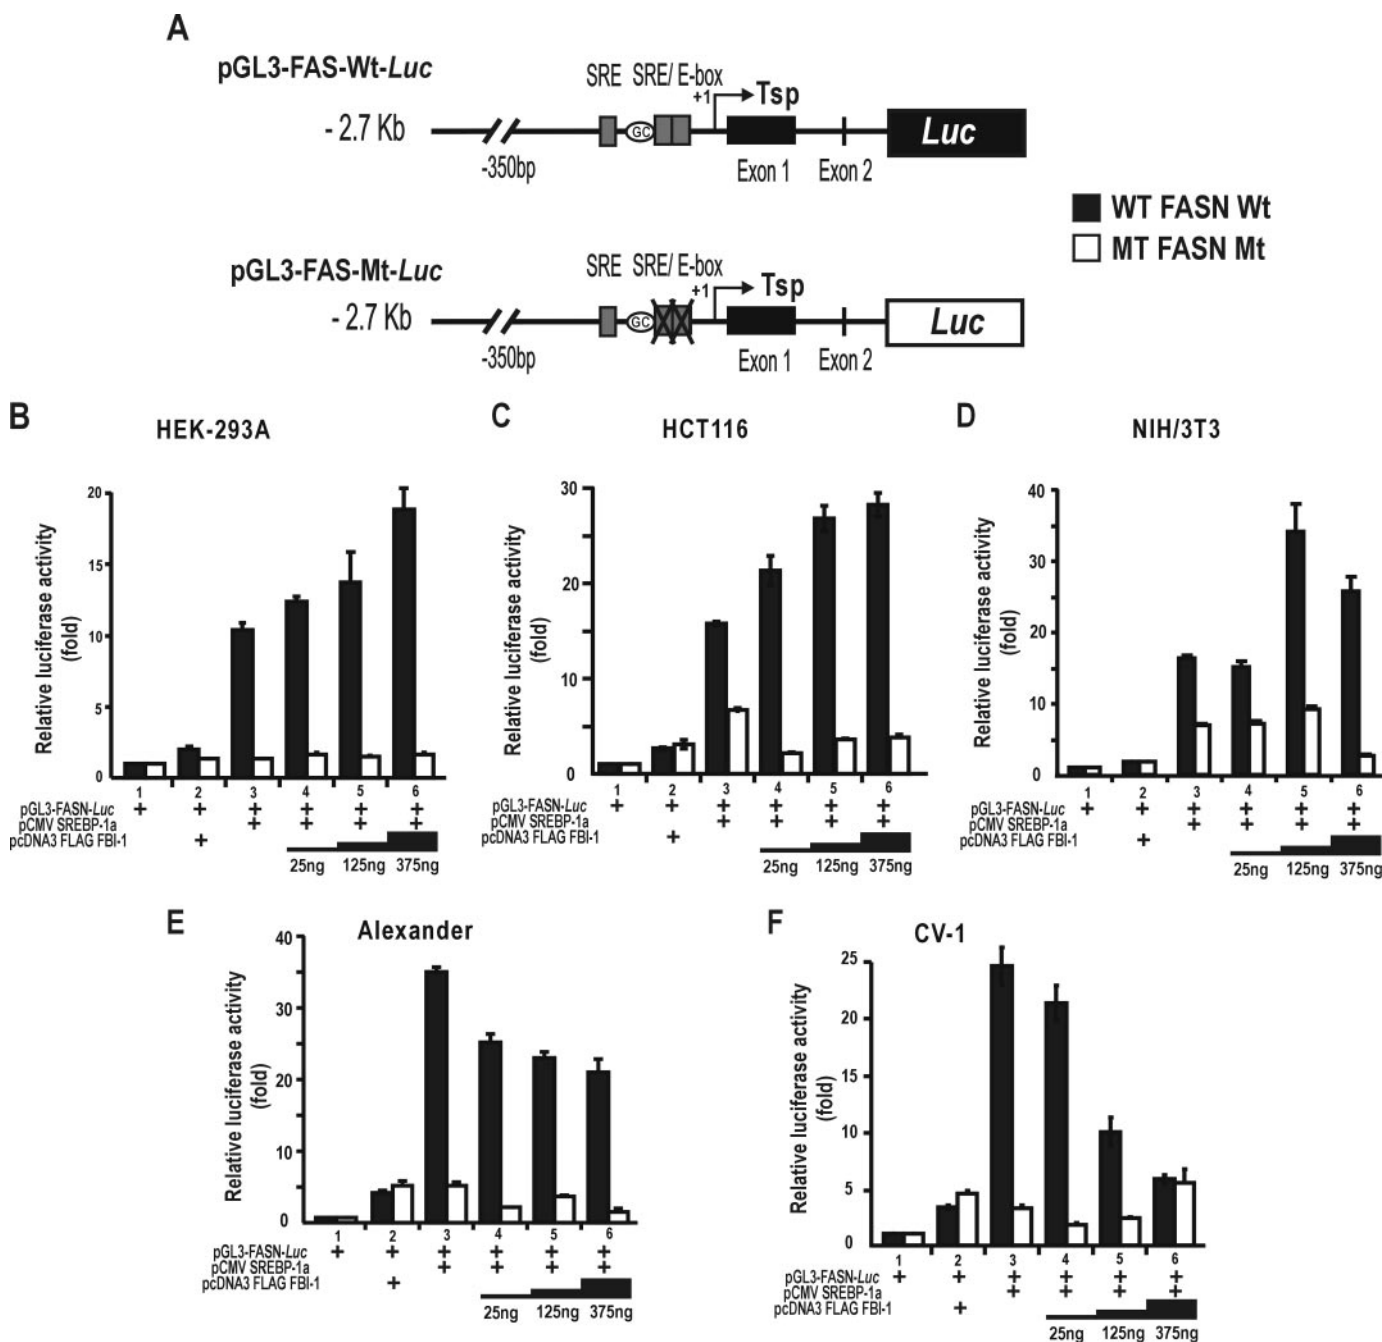 A
pGL3-FAS-Wt-Luc
SRE SRE/ E-box
+1 Tsp
- 2.7 Kb
GC
Luc
-350bp
Exon 1 Exon 2
WT FASN Wt
MT FASN Mt
pGL3-FAS-Mt-Luc
SRE SRE/ E-box
+1 Tsp
- 2.7 Kb
GC
Luc
-350bp
Exon 1 Exon 2
B
HEK-293A
Relative luciferase activity
(fold)
20
15
10
5
0
1 2 3 4 5 6
pGL3-FASN-Luc + + + + + +
pCMV SREBP-1a + + + +
pcDNA3 FLAG FBI-1 +
25ng 125ng 375ng
C
HCT116
Relative luciferase activity
(fold)
30
20
10
0
1 2 3 4 5 6
pGL3-FASN-Luc + + + + + +
pCMV SREBP-1a + + + +
pcDNA3 FLAG FBI-1 +
25ng 125ng 375ng
D
NIH/3T3
Relative luciferase activity
(fold)
40
30
20
10
0
1 2 3 4 5 6
pGL3-FASN-Luc + + + + + +
pCMV SREBP-1a + + + +
pcDNA3 FLAG FBI-1 +
25ng 125ng 375ng
E
Alexander
Relative luciferase activity
(fold)
40
30
20
10
0
1 2 3 4 5 6
pGL3-FASN-Luc + + + + + +
pCMV SREBP-1a + + + +
pcDNA3 FLAG FBI-1 +
25ng 125ng 375ng
F
CV-1
Relative luciferase activity
(fold)
25
20
15
10
5
0
1 2 3 4 5 6
pGL3-FASN-Luc + + + + + +
pCMV SREBP-1a + + + +
pcDNA3 FLAG FBI-1 +
25ng 125ng 375ng